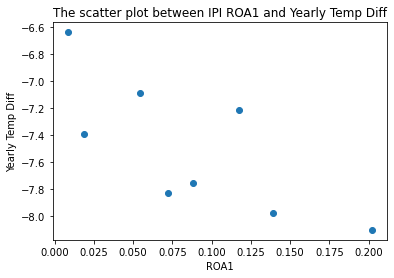 The scatter plot between IPI ROA1 and Yearly Temp Diff
−6.6
−6.8
−7.0
−7.2
−7.4
−7.6
−7.8
−8.0
Yearly Temp Diff
0.000 0.025 0.050 0.075 0.100 0.125 0.150 0.175 0.200
ROA1